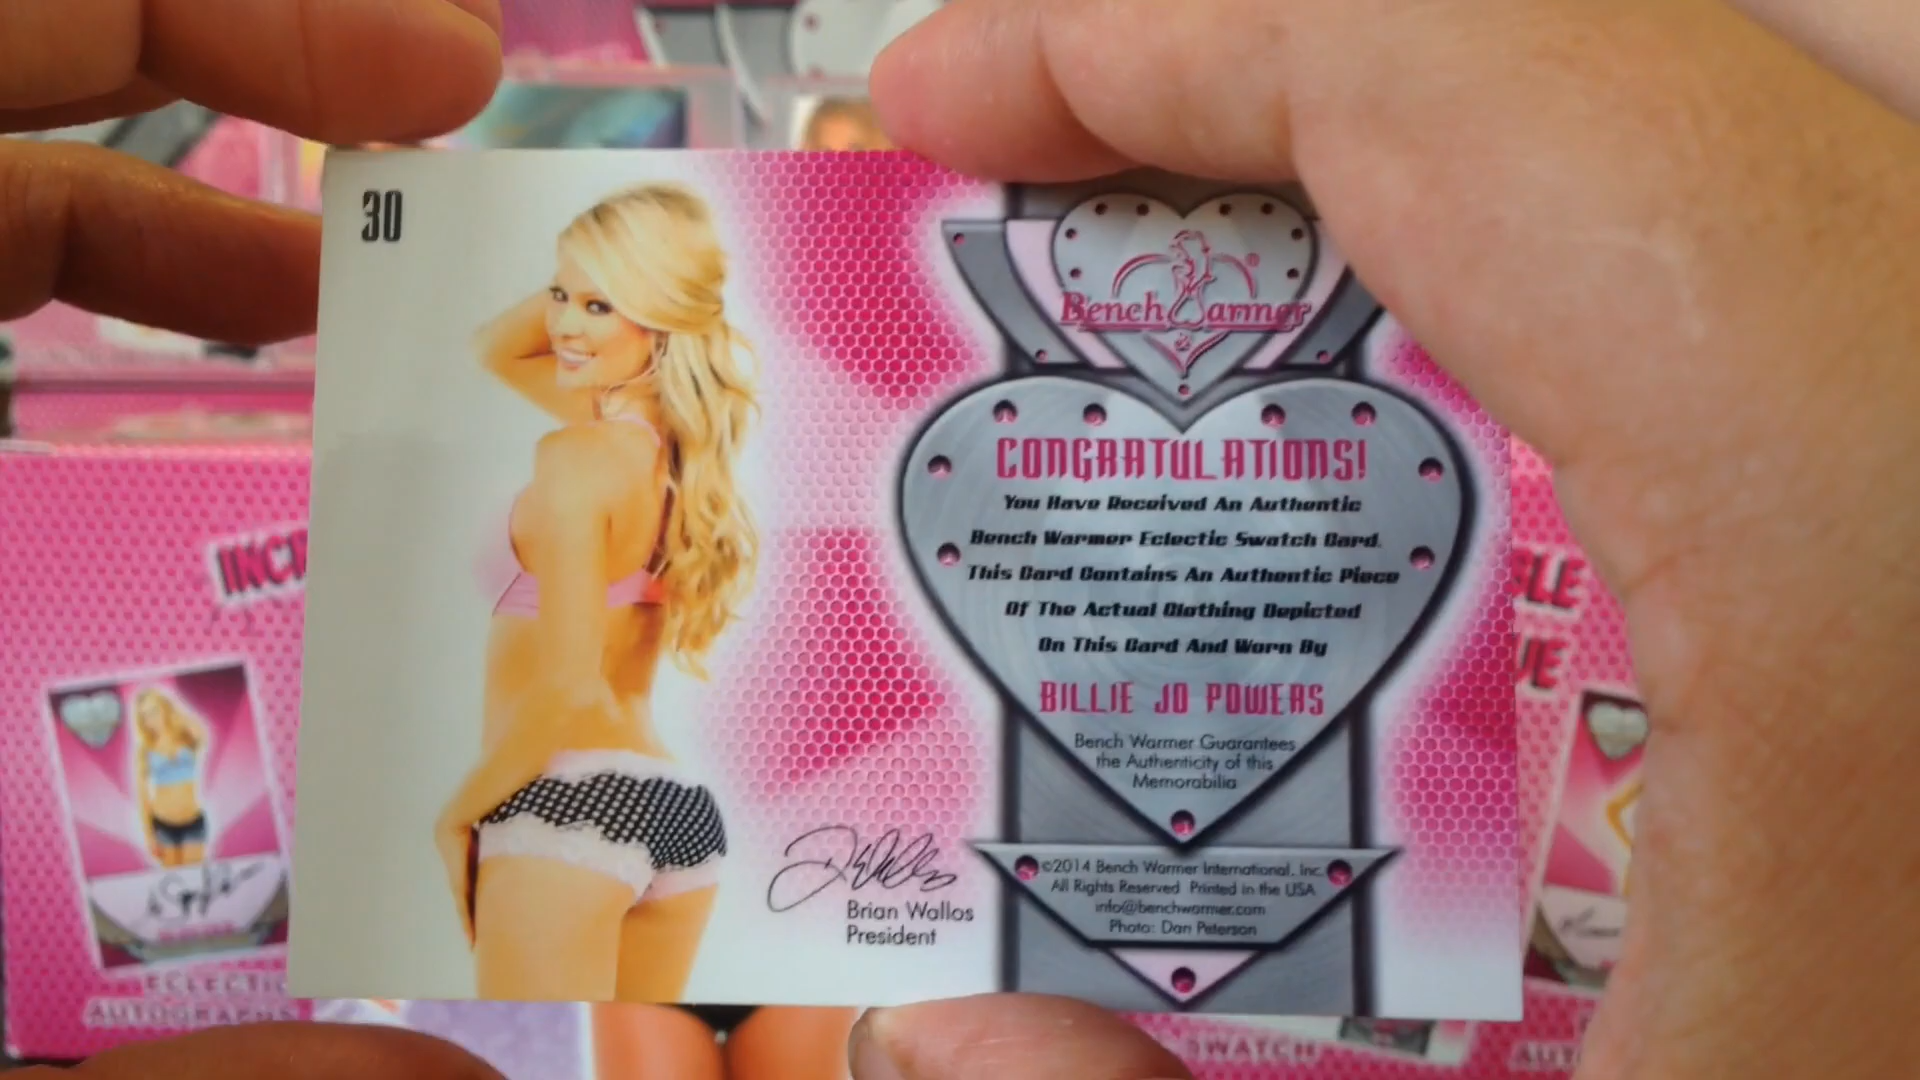 30
Bench Warmer
®
CONGRATULATIONS!
You Have Received An Authentic
Bench Warmer Eclectic Swatch Card.
This Card Contains An Authentic Piece
Of The Actual Clothing Depicted
On This Card And Worn By
BILLIE JO POWERS
Bench Warmer Guarantees
the Authenticity of this
Memorabilia
Brian Wallos
President
©2014 Bench Warmer International, Inc.
All Rights Reserved Printed in the USA
info@benchwarmer.com
Photo: Dan Peterson
ECLECTIC
AUTOGRAPHS
SWATCH